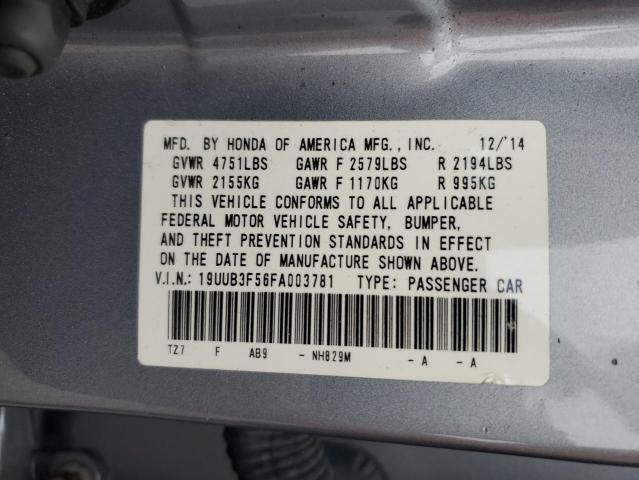 MFD. BY HONDA OF AMERICA MFG., INC. 12/'14
GVWR 4751LBS GAWR F 2579LBS R 2194LBS
GVWR 2155KG GAWR F 1170KG R 995KG
THIS VEHICLE CONFORMS TO ALL APPLICABLE
FEDERAL MOTOR VEHICLE SAFETY, BUMPER,
AND THEFT PREVENTION STANDARDS IN EFFECT
ON THE DATE OF MANUFACTURE SHOWN ABOVE.
V.I.N.: 19UUB3F56FA003781 TYPE: PASSENGER CAR
TZ7 F AB9 - NH829M - A - A